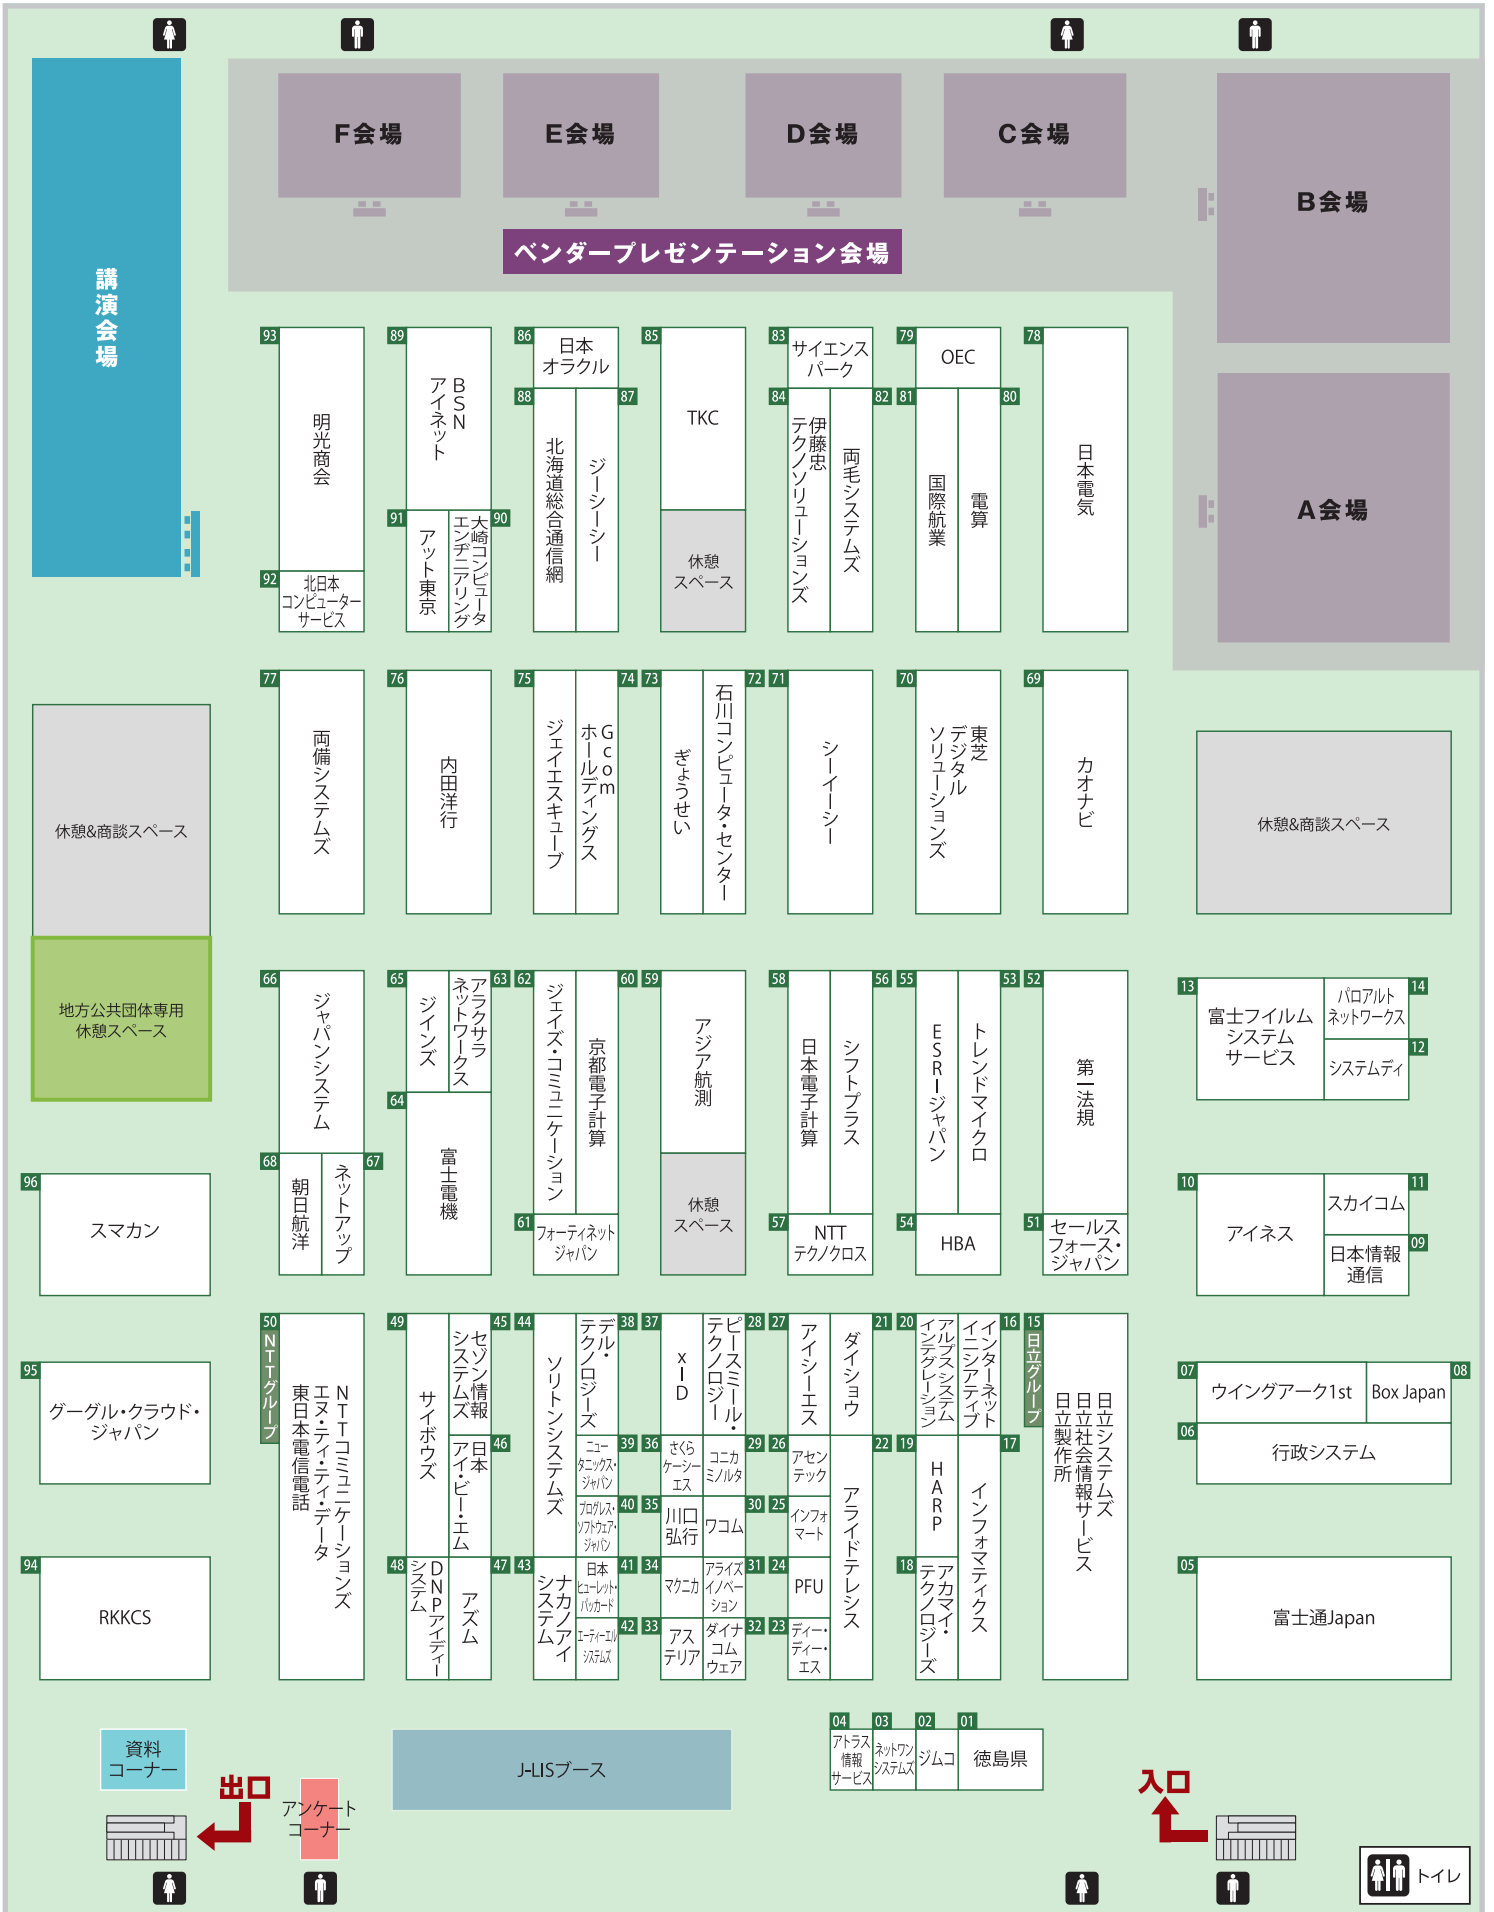 F会場
E会場
D会場
C会場
B会場
A会場
ベンダープレゼンテーション会場
講演会場
93
明光商会
92
北日本
コンピューター
サービス
89
BSN
アイネット
91
アット東京
90
大崎コンピュータ
エンヂニアリング
86
日本
オラクル
88
北海道総合通信網
87
ジーシーシー
85
TKC
休憩
スペース
83
サイエンス
パーク
84
伊藤忠
テクノソリューションズ
82
両毛システムズ
79
OEC
81
国際航業
80
電算
78
日本電気
77
両備システムズ
76
内田洋行
75
ジェイエスキューブ
74
Gcom
ホールディングス
73
ぎょうせい
72
石川コンピュータ・センター
71
シーイーシー
70
東芝
デジタル
ソリューションズ
69
カオナビ
休憩&商談スペース
休憩&商談スペース
地方公共団体専用
休憩スペース
66
ジャパンシステム
68
朝日航洋
67
ネットアップ
65
ジインズ
63
アラクサラ
ネットワークス
64
富士電機
62
ジェイズ・コミュニケーション
60
京都電子計算
61
フォーティネット
ジャパン
59
アジア航測
休憩
スペース
58
日本電子計算
56
シフトプラス
57
NTT
テクノクロス
55
ESRIジャパン
53
トレンドマイクロ
54
HBA
52
第一法規
51
セールス
フォース・
ジャパン
13
富士フイルム
システム
サービス
14
パロアルト
ネットワークス
12
システムディ
10
アイネス
11
スカイコム
09
日本情報
通信
96
スマカン
95
グーグル・クラウド・
ジャパン
94
RKKCS
50
NTTグループ
NTTコミュニケーションズ
エヌ・ティ・ティ・データ
東日本電信電話
49
サイボウズ
45
セゾン情報
システムズ
46
日本
アイ・ビー・エム
48
DNPアイディー
システム
47
アズム
44
ソリトンシステムズ
38
デル・
テクノロジーズ
39
ニュー
タニックス・
ジャパン
40
プログレス・
ソフトウェア・
ジャパン
43
ナカノアイ
システム
41
日本
ヒューレット・
パッカード
42
エーティーエル
システムズ
37
xID
28
ピースミール・
テクノロジー
36
さくら
ケーシー
エス
29
コニカ
ミノルタ
35
川口
弘行
30
ワコム
34
マクニカ
31
アライズ
イノベー
ション
33
アス
テリア
32
ダイナ
コム
ウェア
27
アイシーエス
21
ダイショウ
26
アセン
テック
22
アライドテレシス
25
インフォ
マート
24
PFU
23
ディー・
ディー・
エス
20
アルプスシステム
インテグレーション
16
インターネット
イニシアティブ
19
HARP
17
インフォマティクス
18
アカマイ・
テクノロジーズ
15
日立グループ
日立システムズ
日立社会情報サービス
日立製作所
07
ウイングアーク1st
08
Box Japan
06
行政システム
05
富士通Japan
04
アトラス
情報
サービス
03
ネットワン
システムズ
02
ジムコ
01
徳島県
J-LISブース
資料
コーナー
出口
アンケート
コーナー
入口
トイレ